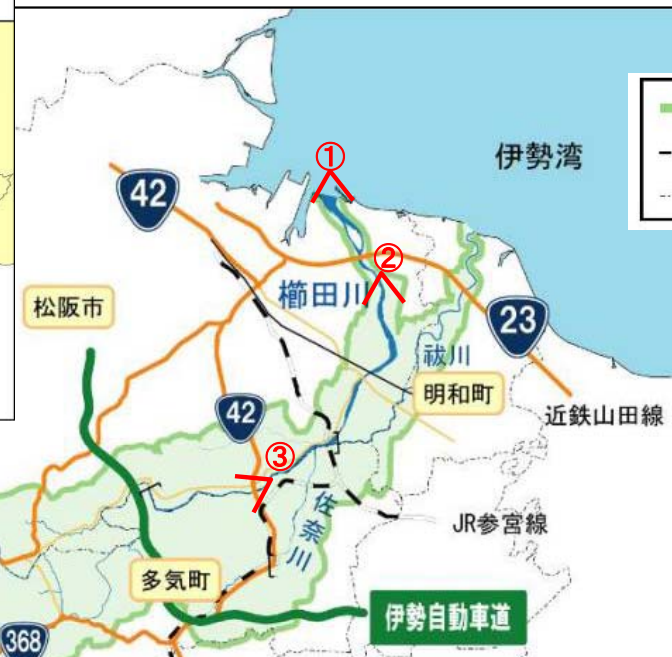 ①
伊勢湾
42
②
櫛田川
松阪市
23
祓川
明和町
42
近鉄山田線
③
佐奈川
JR参宮線
多気町
伊勢自動車道
368